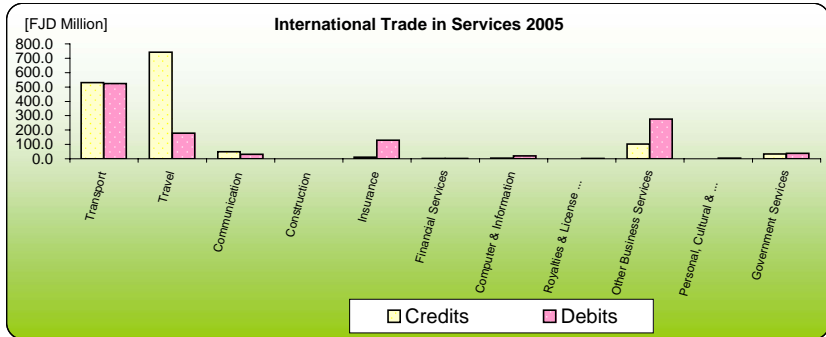 [FJD Million]
International Trade in Services 2005
800.0
700.0
600.0
500.0
400.0
300.0
200.0
100.0
0.0
Transport
Travel
Communication
Construction
Insurance
Financial Services
Computer & Information
Royalties & License ...
Other Business Services
Personal, Cultural & ...
Government Services
Credits
Debits